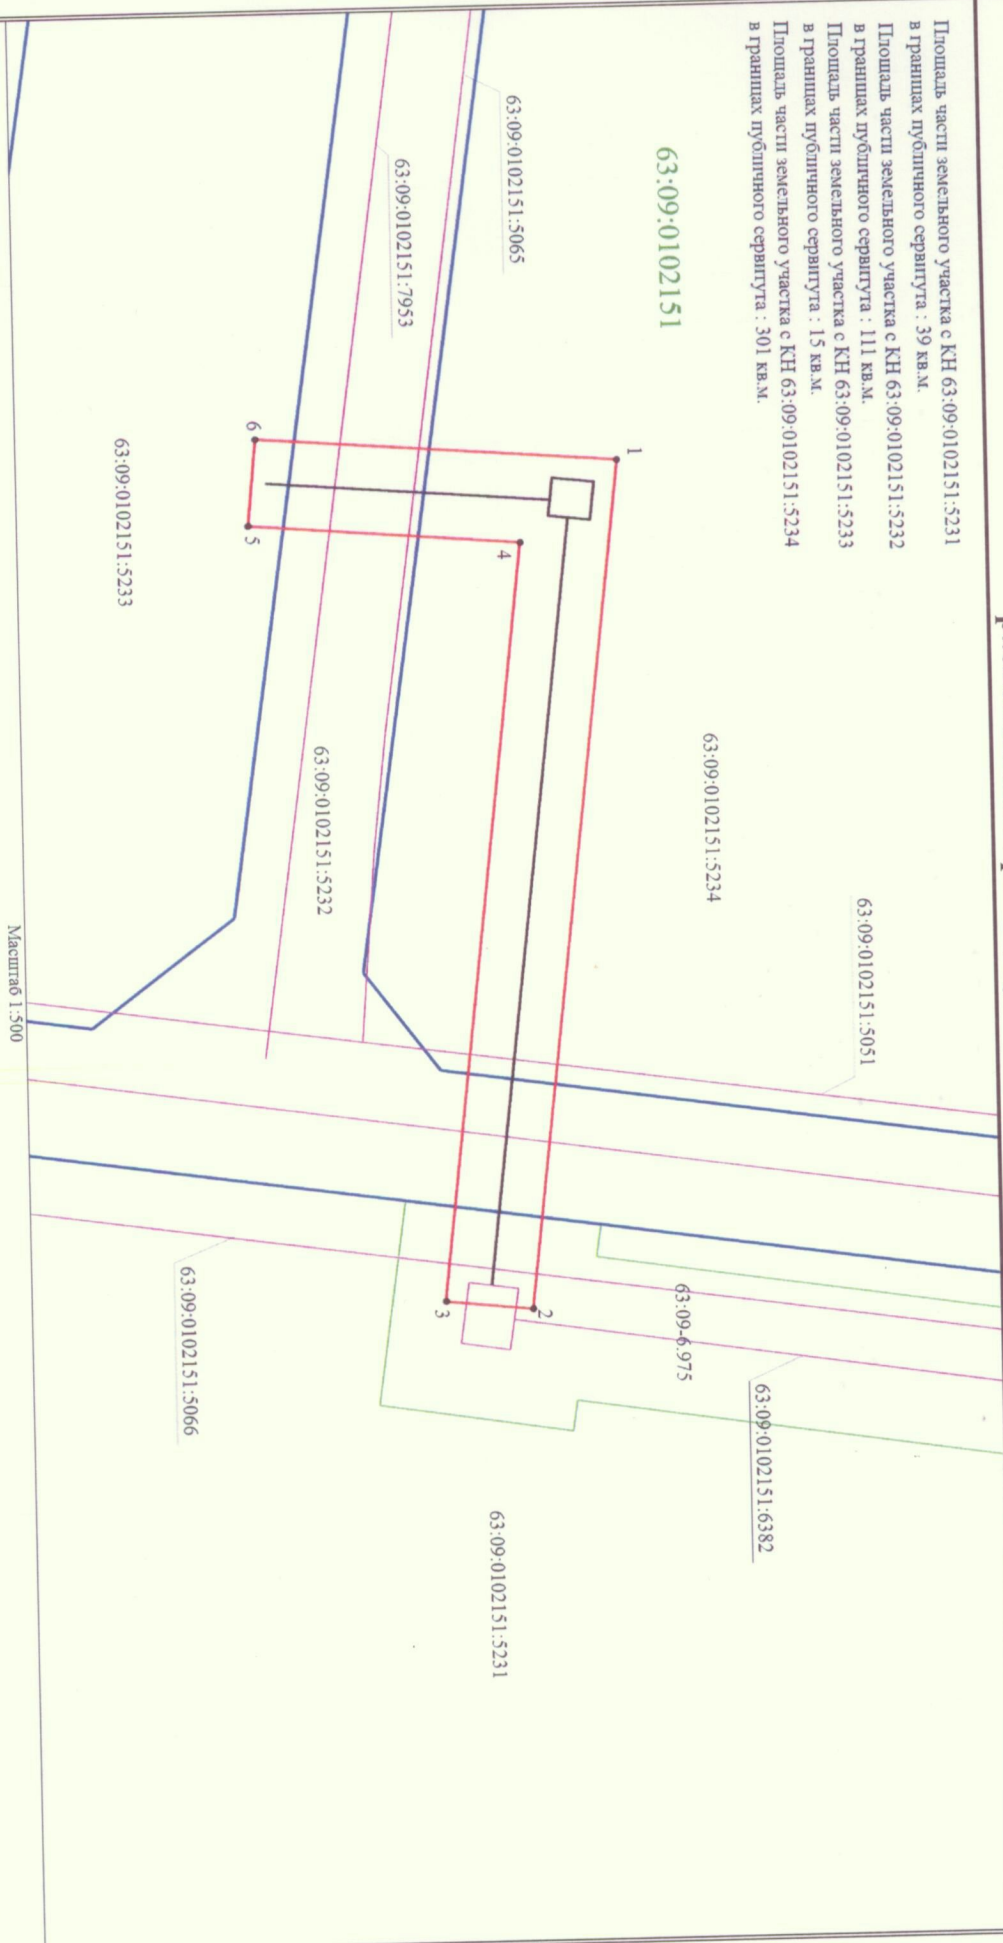 Площадь части земельного участка с КН 63:09:0102151:5231
в границах публичного сервитута : 39 кв.м.
Площадь части земельного участка с КН 63:09:0102151:5232
в границах публичного сервитута : 111 кв.м.
Площадь части земельного участка с КН 63:09:0102151:5233
в границах публичного сервитута : 15 кв.м.
Площадь части земельного участка с КН 63:09:0102151:5234
в границах публичного сервитута : 301 кв.м.
63:09:0102151:5051
63:09:0102151:6382
63:09:0102151:5234
63:09-6.975
63:09:0102151
1
2
63:09:0102151:5065
4
63:09:0102151:5231
3
63:09:0102151:7953
63:09:0102151:5232
6
5
63:09:0102151:5066
63:09:0102151:5233
Масштаб 1:500